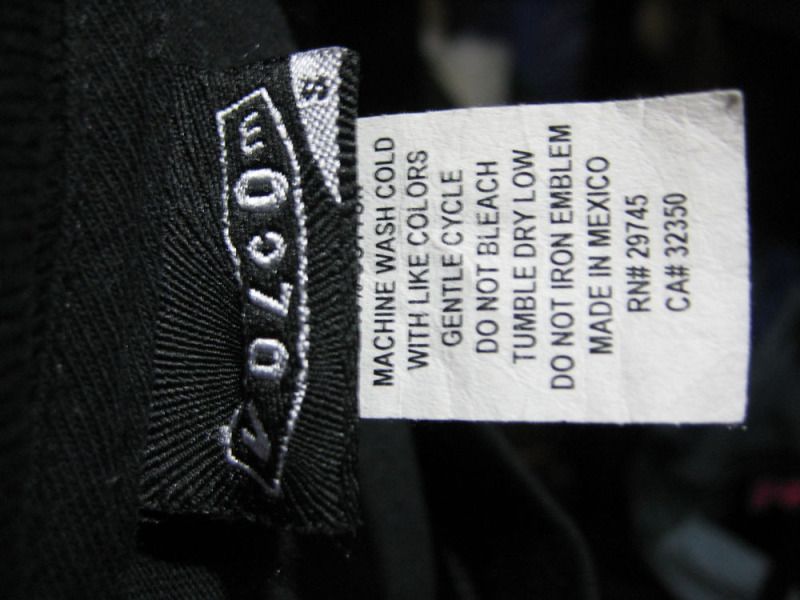 VOLCOM
S
MACHINE WASH COLD
WITH LIKE COLORS
GENTLE CYCLE
DO NOT BLEACH
TUMBLE DRY LOW
DO NOT IRON EMBLEM
MADE IN MEXICO
RN# 29745
CA# 32350